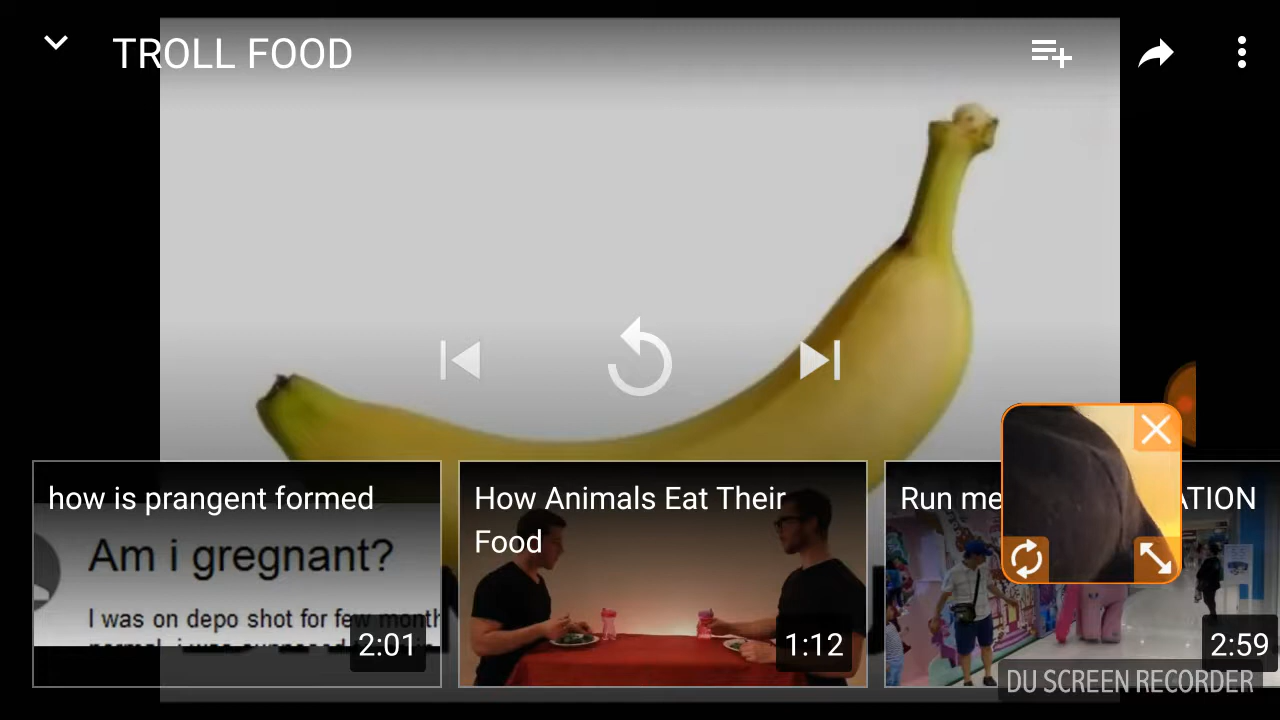 TROLL FOOD
how is prangent formed
Am i gregnant?
I was on depo shot for few month
2:01
How Animals Eat Their
Food
1:12
Run me
ATION
2:59
DU SCREEN RECORDER